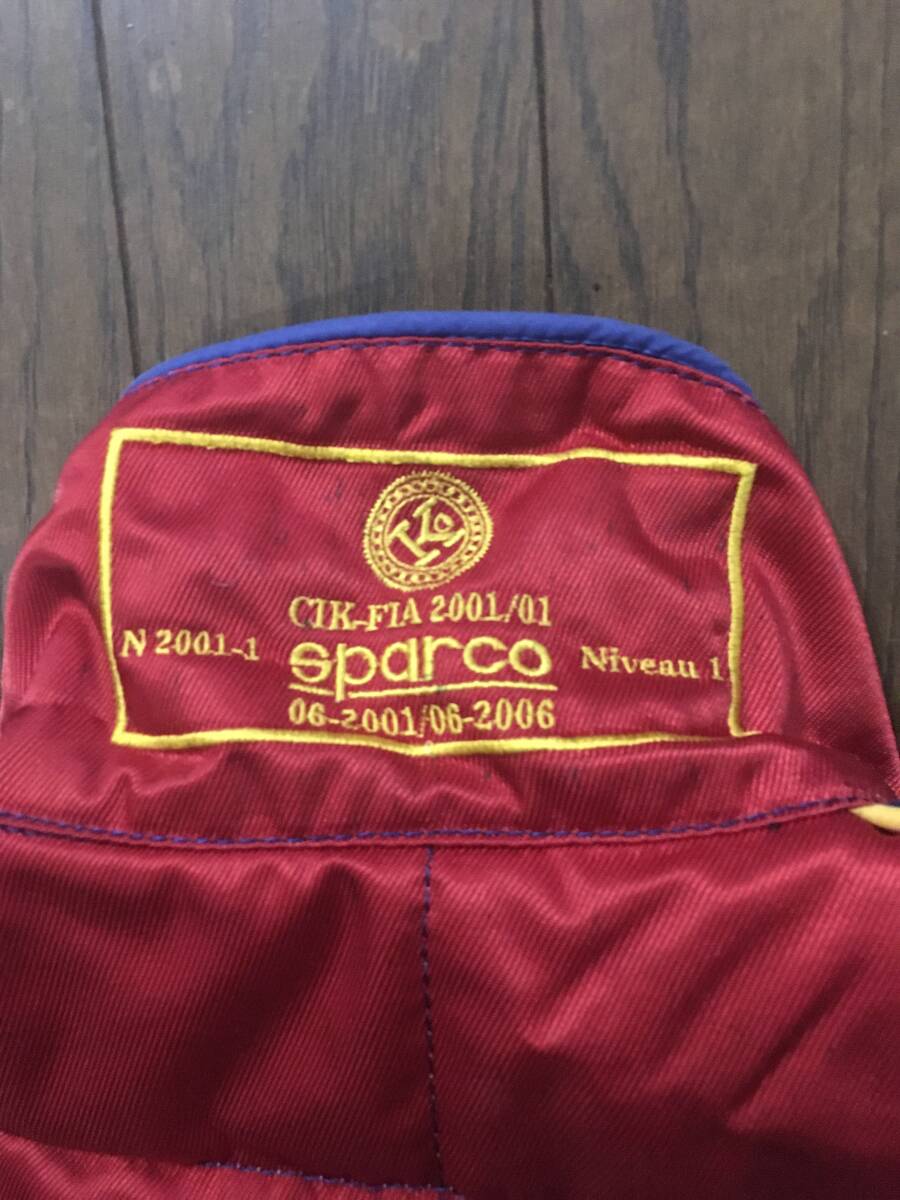 CIK-FIA 2001/01
N 2001-1 sparco Niveau 1
06-2001/06-2006